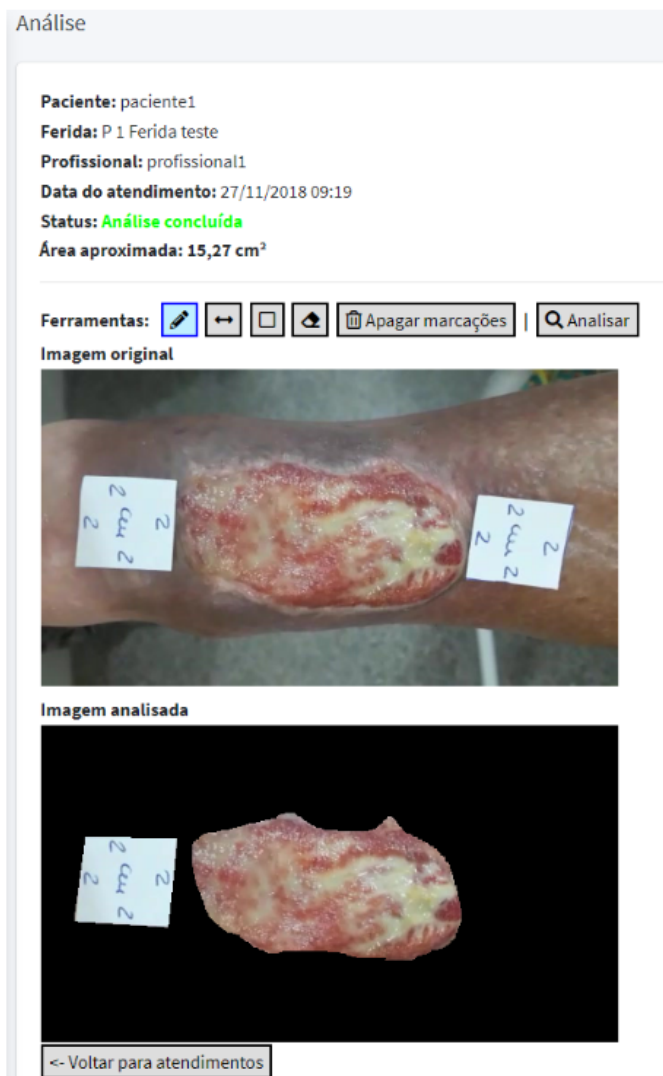 Análise
Paciente: paciente1
Ferida: P 1 Ferida teste
Profissional: profissional1
Data do atendimento: 27/11/2018 09:19
Status: Análise concluída
Área aproximada: 15,27 cm²
Ferramentas: Apagar marcações | Analisar
Imagem original
2
2 cm 2
2
2
2 cm 2
2
Imagem analisada
2
2 cm 2
2
<- Voltar para atendimentos